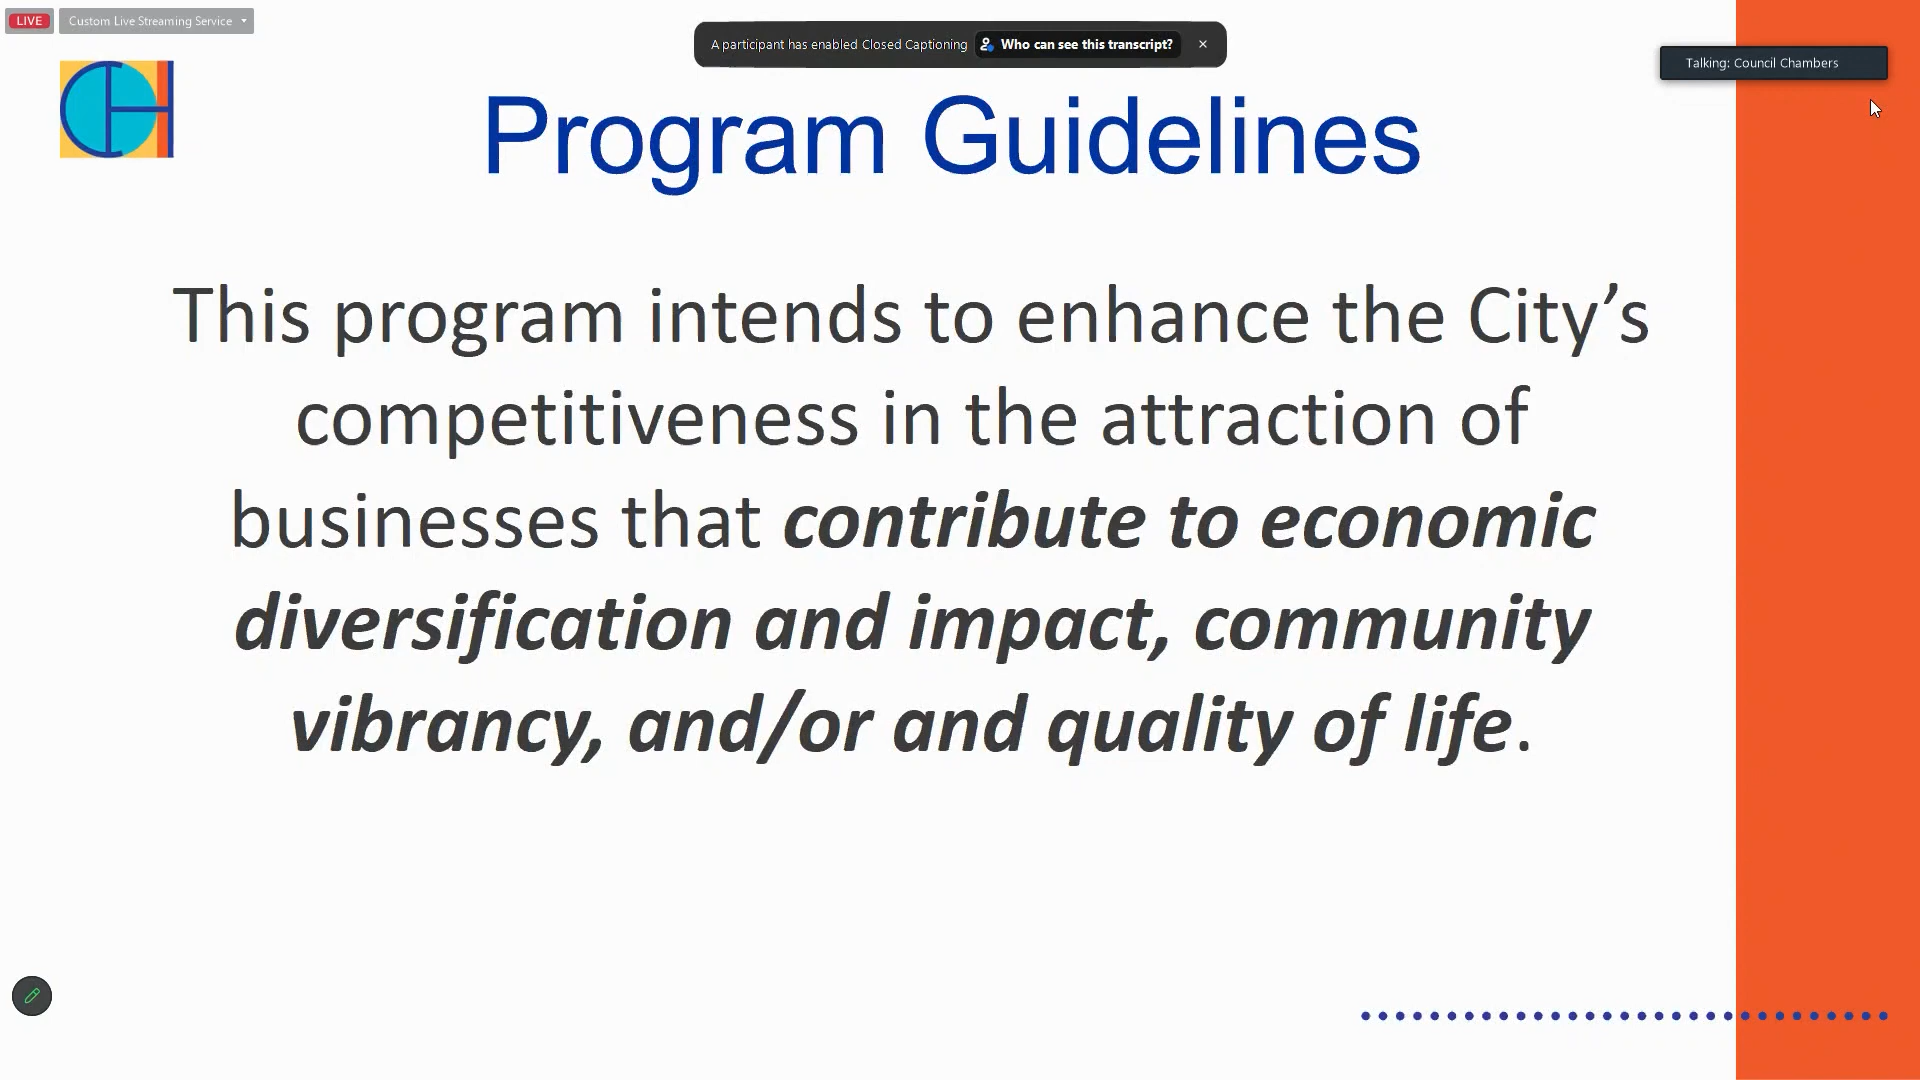 LIVE
Custom Live Streaming Service
A participant has enabled Closed Captioning Who can see this transcript?
Talking: Council Chambers
CH
Program Guidelines
This program intends to enhance the City’s
competitiveness in the attraction of
businesses that contribute to economic
diversification and impact, community
vibrancy, and/or and quality of life.